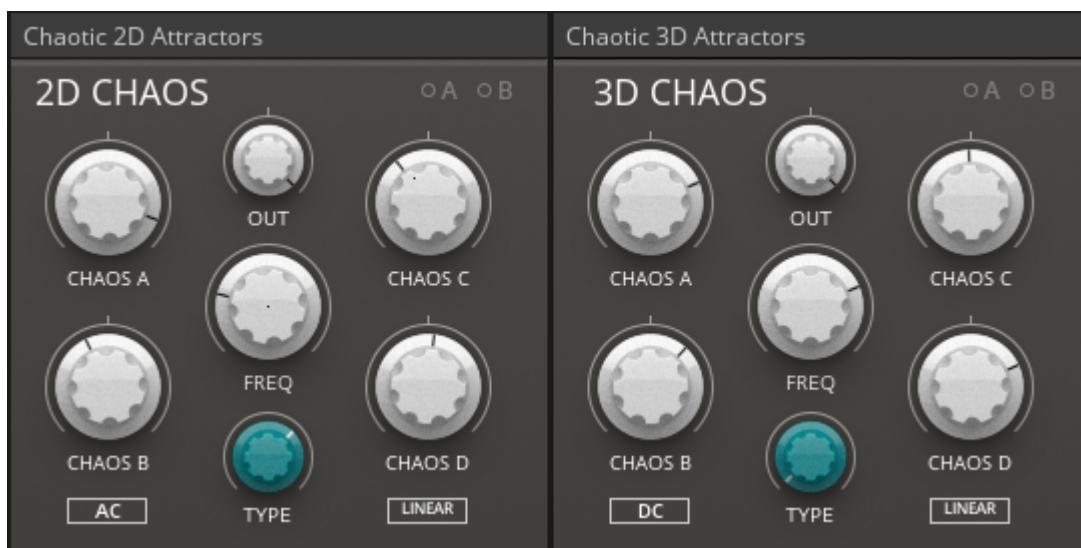 Chaotic 2D Attractors
2D CHAOS
A B
OUT
CHAOS A
CHAOS C
FREQ
CHAOS B
CHAOS D
AC
TYPE
LINEAR
Chaotic 3D Attractors
3D CHAOS
A B
OUT
CHAOS A
CHAOS C
FREQ
CHAOS B
CHAOS D
DC
TYPE
LINEAR